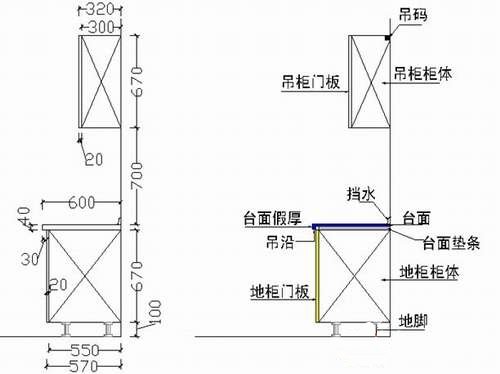 320
300
670
20
700
600
40
30
20
670
100
550
570
吊码
吊柜门板
吊柜柜体
挡水
台面假厚
台面
吊沿
台面垫条
地柜柜体
地柜门板
地脚